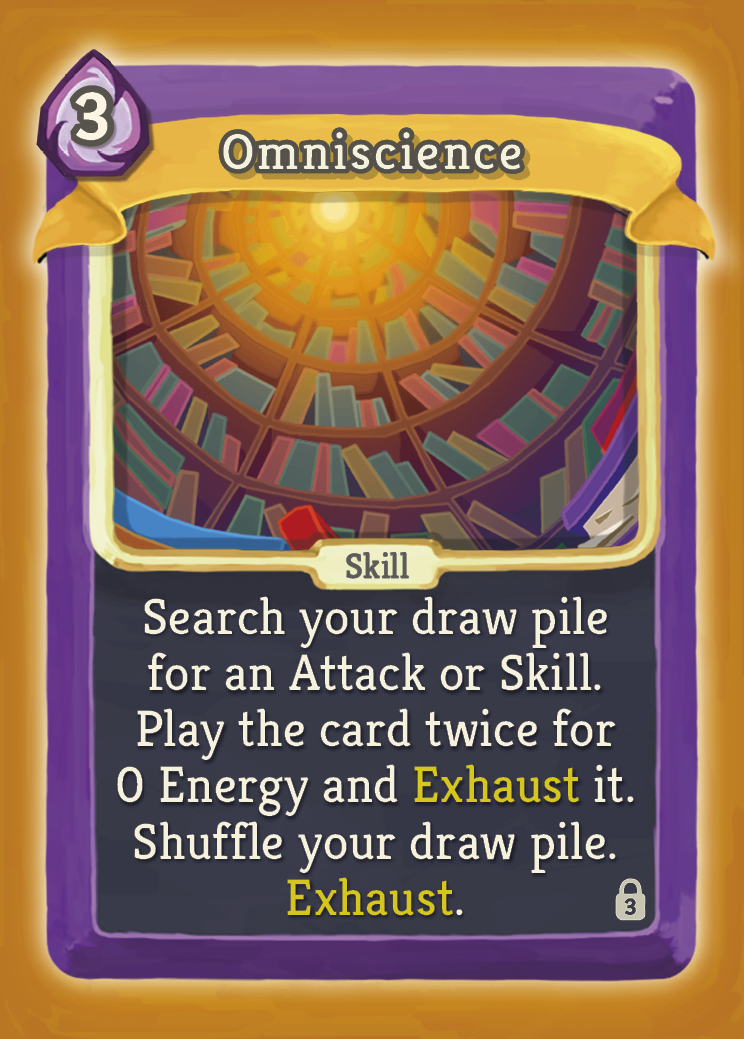 3
Omniscience
Skill
Search your draw pile
for an Attack or Skill.
Play the card twice for
0 Energy and Exhaust it.
Shuffle your draw pile.
Exhaust.
3